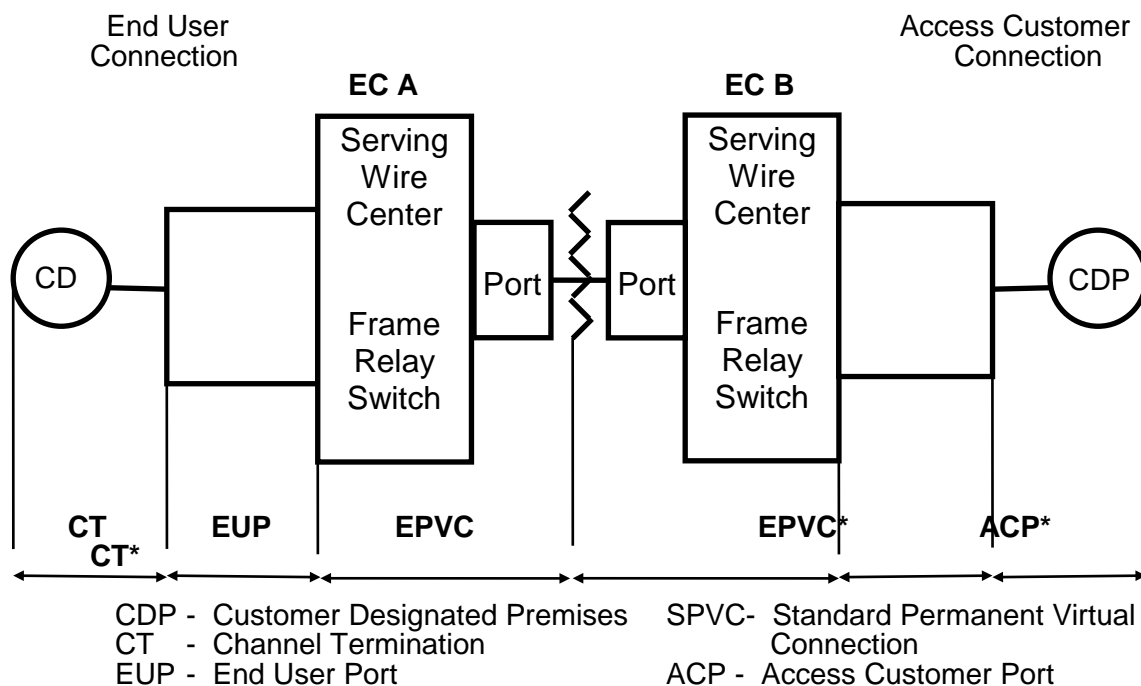 End User
Connection
Access Customer
Connection
EC A
EC B
Serving
Wire
Center
Frame
Relay
Switch
Serving
Wire
Center
Frame
Relay
Switch
CD
Port
Port
CDP
CT
CT*
EUP
EPVC
EPVC*
ACP*
CDP - Customer Designated Premises
CT - Channel Termination
EUP - End User Port
SPVC- Standard Permanent Virtual
Connection
ACP - Access Customer Port